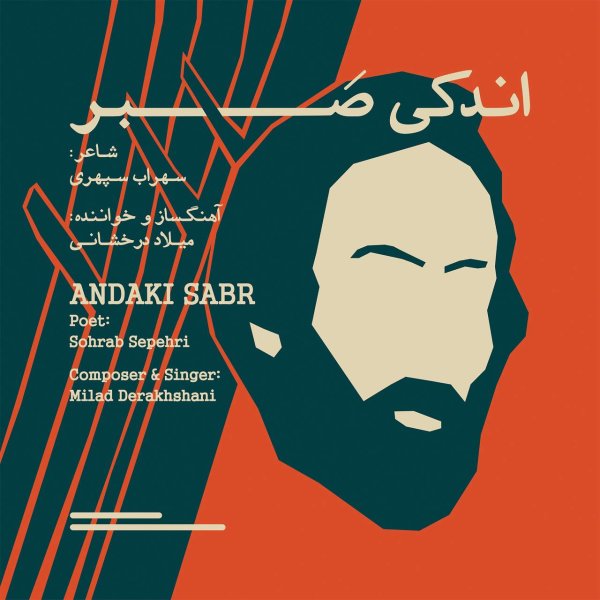 اندکی صَبر
شاعر:
سهراب سپهری
آهنگساز و خواننده:
میلاد درخشانی
ANDAKI SABR
Poet:
Sohrab Sepehri
Composer & Singer:
Milad Derakhshani